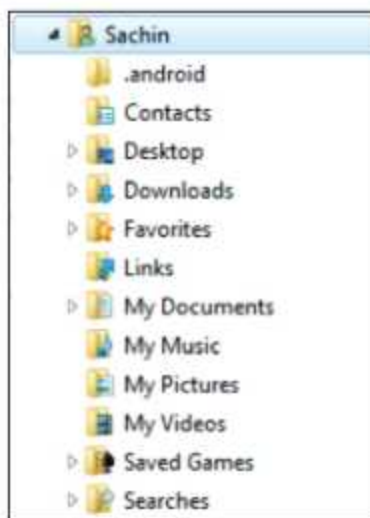 Sachin
.android
Contacts
Desktop
Downloads
Favorites
Links
My Documents
My Music
My Pictures
My Videos
Saved Games
Searches